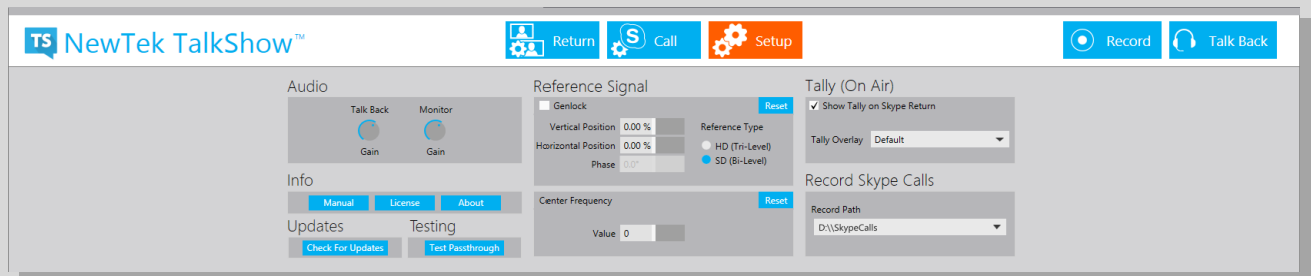 TS NewTek TalkShow™
Return
S Call
Setup
Record
Talk Back
Audio
Talk Back Monitor
Gain Gain
Info
Manual License About
Updates Testing
Check For Updates Test Passthrough
Reference Signal
Genlock Reset
Vertical Position 0.00 % Reference Type
Horizontal Position 0.00 % HD (Tri-Level)
Phase 0.0° SD (Bi-Level)
Center Frequency Reset
Value 0
Tally (On Air)
Show Tally on Skype Return
Tally Overlay Default
Record Skype Calls
Record Path
D:\\SkypeCalls